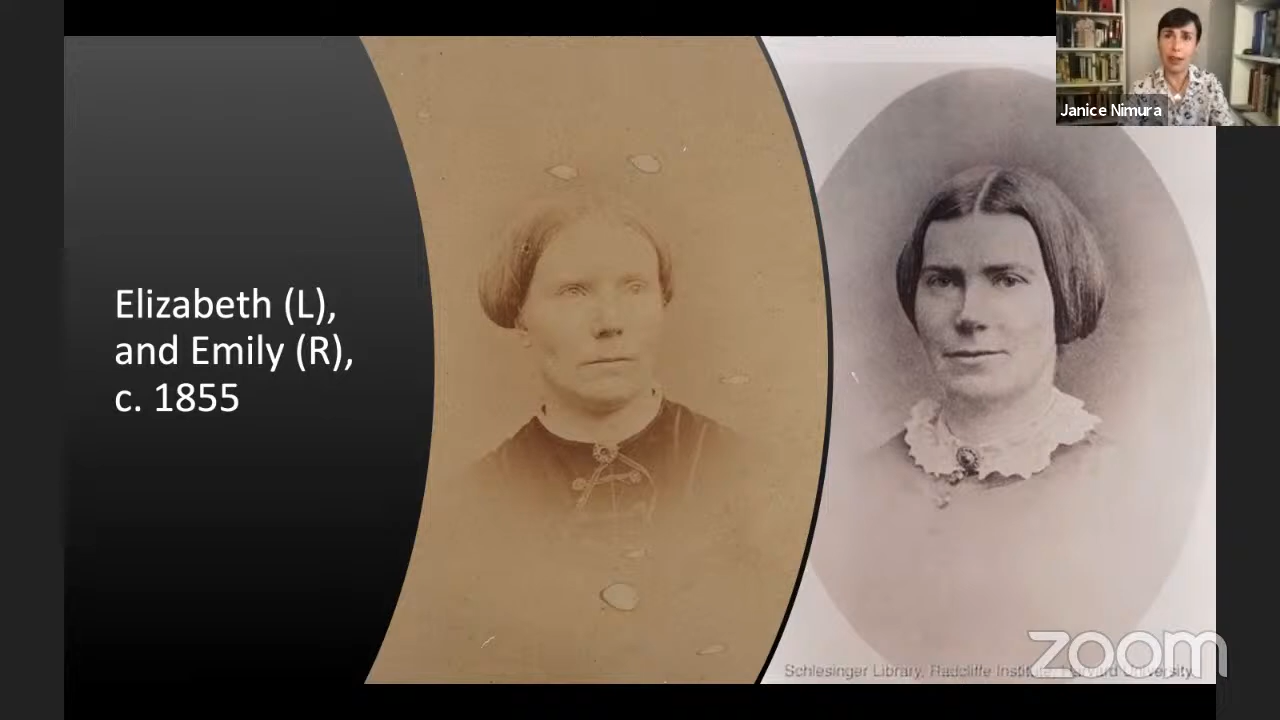 Janice Nimura
Elizabeth (L),
and Emily (R),
c. 1855
zoom
Schlesinger Library, Radcliffe Institute, Harvard University